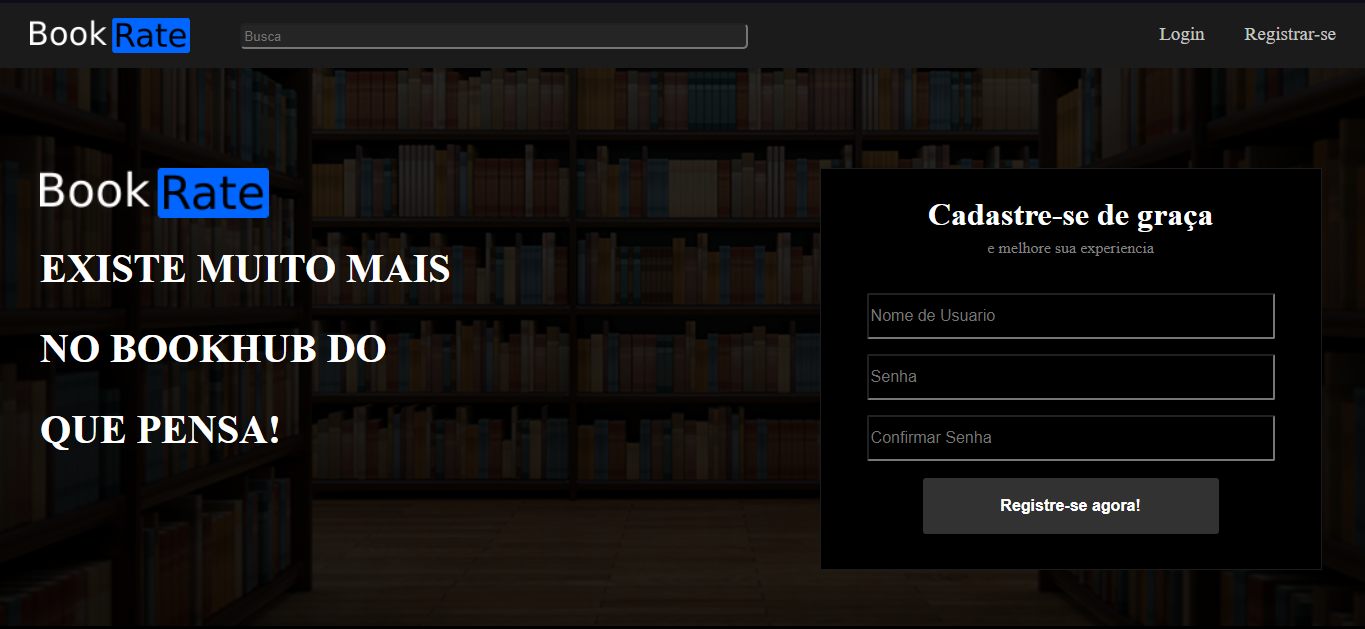 Book Rate
Busca
Login
Registrar-se
Book Rate
EXISTE MUITO MAIS
NO BOOKHUB DO
QUE PENSA!
Cadastre-se de graça
e melhore sua experiencia
Nome de Usuario
Senha
Confirmar Senha
Registre-se agora!